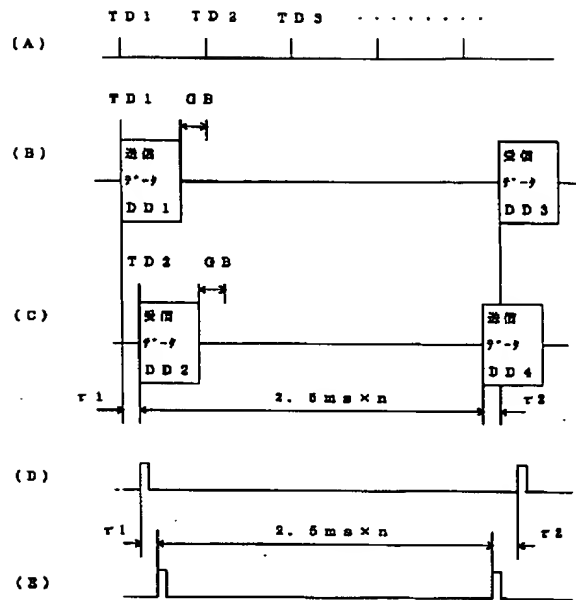 TD1 TD2 TD3 ········
(A)
TD1 GB
(B)
送信
データ
DD1
受信
データ
DD3
TD2 GB
(C)
受信
データ
DD2
送信
データ
DD4
τ1 2.5ms×n τ2
(D)
τ1 2.5ms×n τ2
(E)